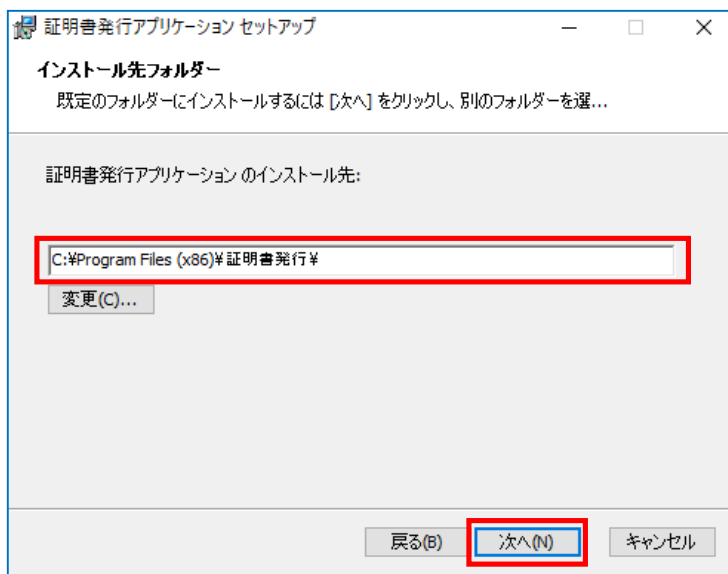 証明書発行アプリケーション セットアップ
インストール先フォルダー
既定のフォルダーにインストールするには [次へ] をクリックし、別のフォルダーを選...
証明書発行アプリケーション のインストール先:
C:¥Program Files (x86)¥証明書発行¥
変更(C)...
戻る(B)
次へ(N)
キャンセル